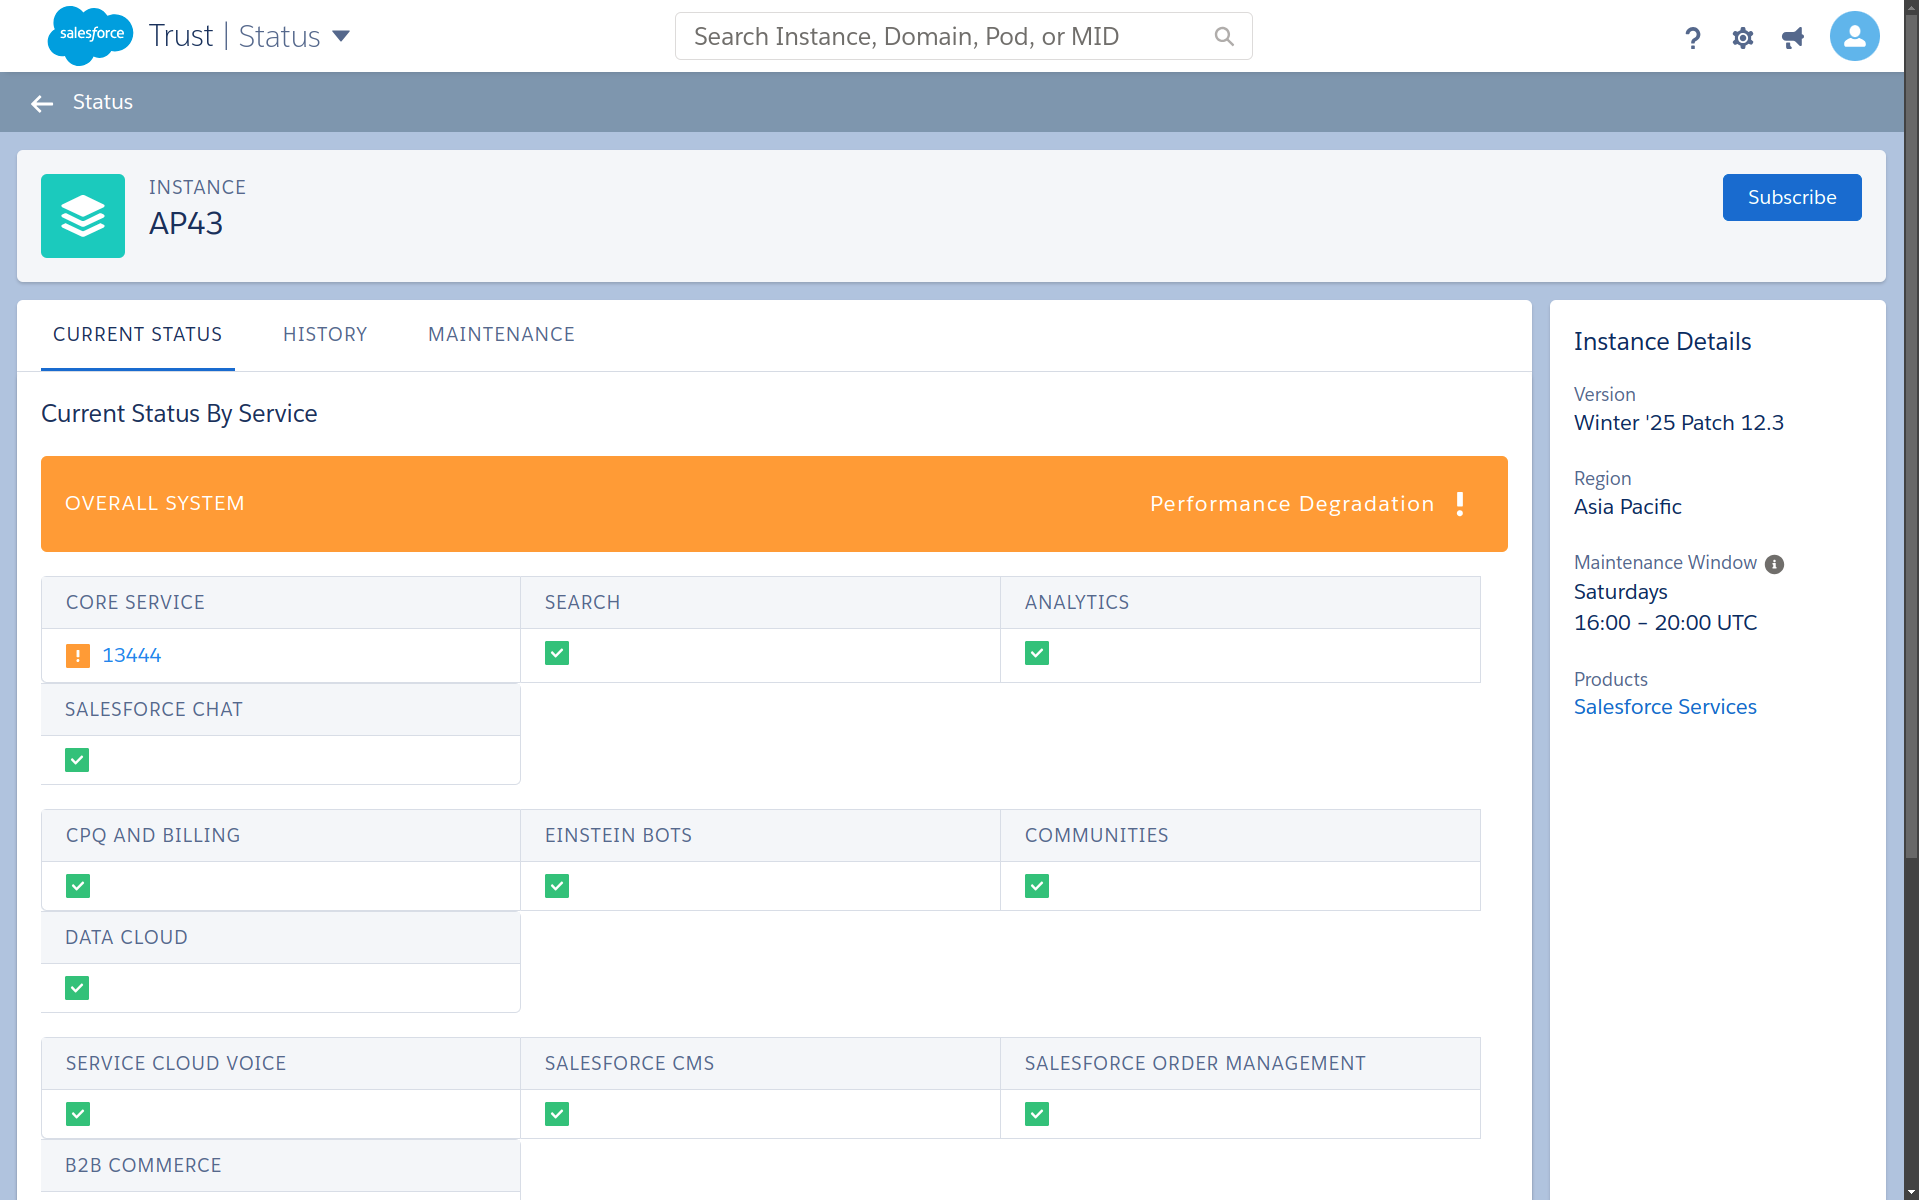 salesforce
Trust | Status
Search Instance, Domain, Pod, or MID
Status
INSTANCE
AP43
Subscribe
CURRENT STATUS
HISTORY
MAINTENANCE
Current Status By Service
OVERALL SYSTEM
Performance Degradation
CORE SERVICE
SEARCH
ANALYTICS
13444
SALESFORCE CHAT
CPQ AND BILLING
EINSTEIN BOTS
COMMUNITIES
DATA CLOUD
SERVICE CLOUD VOICE
SALESFORCE CMS
SALESFORCE ORDER MANAGEMENT
B2B COMMERCE
Instance Details
Version
Winter '25 Patch 12.3
Region
Asia Pacific
Maintenance Window
Saturdays
16:00 – 20:00 UTC
Products
Salesforce Services